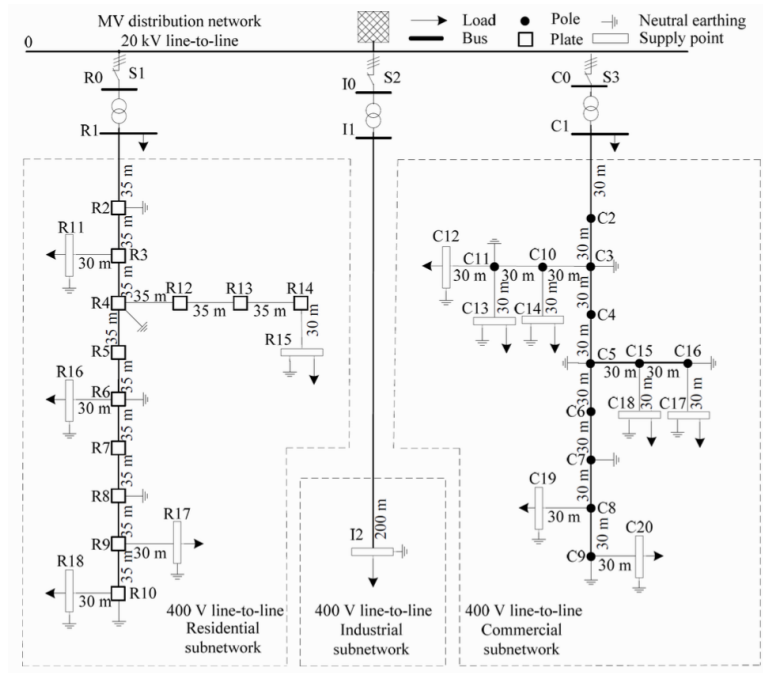 MV distribution network
0
20 kV line-to-line
Load
Bus
Pole
Plate
Neutral earthing
Supply point
R0
S1
I0
S2
C0
S3
R1
I1
C1
35 m
R2
35 m
R11
30 m
R3
35 m
R4
35 m
R12
35 m
R13
35 m
R14
30 m
R15
35 m
R5
35 m
R16
30 m
R6
35 m
R7
35 m
R8
35 m
R9
30 m
R17
35 m
R18
30 m
R10
400 V line-to-line
Residential
subnetwork
200 m
I2
400 V line-to-line
Industrial
subnetwork
30 m
C2
30 m
C12
30 m
C11
30 m
C10
30 m
C3
30 m
C13
30 m
C14
30 m
C4
30 m
C5
30 m
C15
30 m
C16
30 m
C18
30 m
C17
30 m
C6
30 m
C7
30 m
C19
30 m
C8
30 m
C9
30 m
C20
400 V line-to-line
Commercial
subnetwork